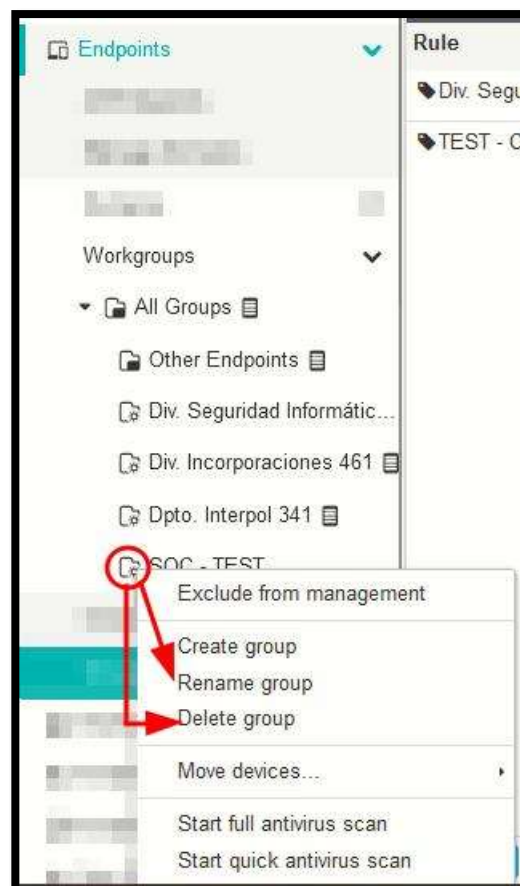 Endpoints
Rule
Div. Segu
TEST - C
Workgroups
All Groups
Other Endpoints
Div. Seguridad Informátic...
Div. Incorporaciones 461
Dpto. Interpol 341
SOC - TEST
Exclude from management
Create group
Rename group
Delete group
Move devices...
Start full antivirus scan
Start quick antivirus scan